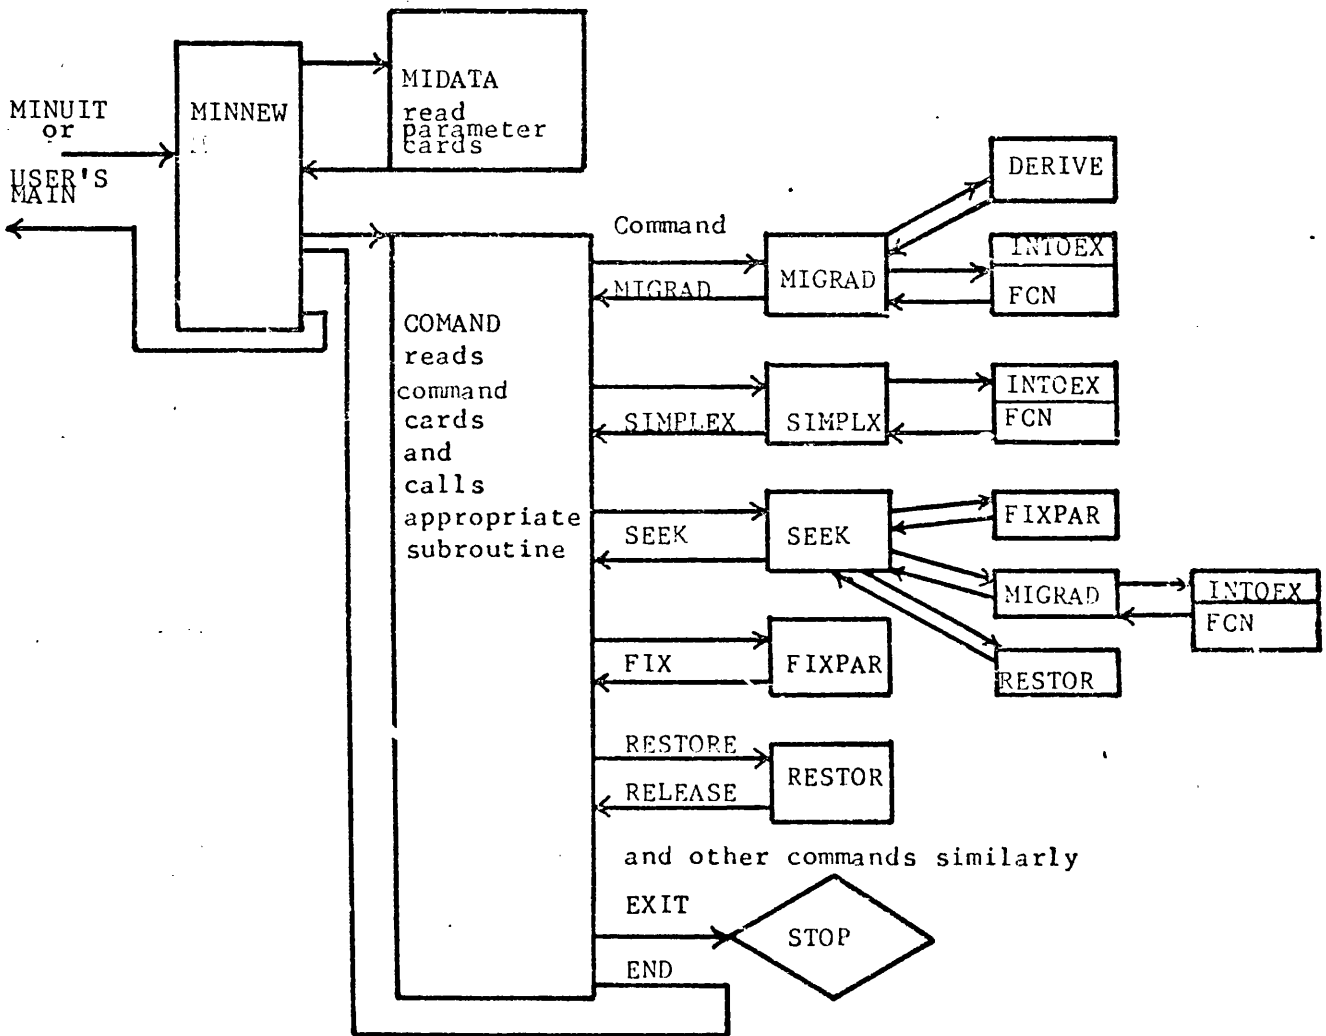 MINUIT
or
USER'S
MAIN
MINNEW
MIDATA
read
parameter
cards
COMAND
reads
command
cards
and
calls
appropriate
subroutine
Command
MIGRAD
MIGRAD
DERIVE
INTOEX
FCN
SIMPLEX
SIMPLX
INTOEX
FCN
SEEK
SEEK
FIXPAR
MIGRAD
INTOEX
FCN
RESTOR
FIX
FIXPAR
RESTORE
RELEASE
RESTOR
and other commands similarly
EXIT
STOP
END